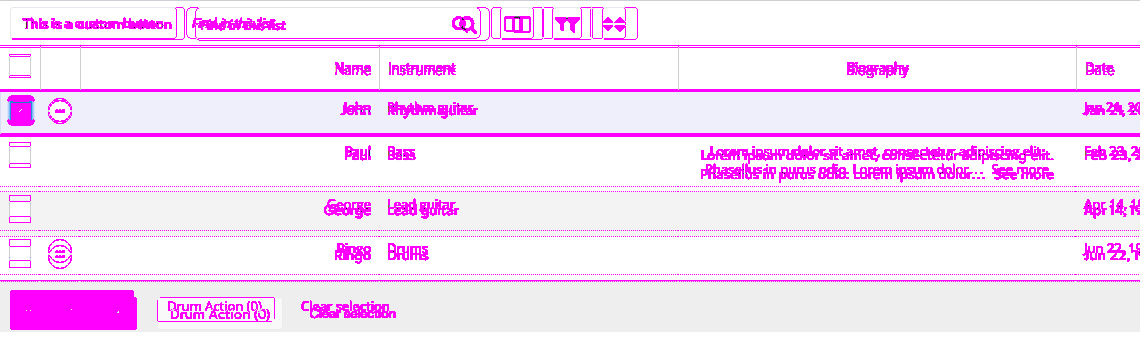 This is a custom button Find in this list
Name Instrument Biography Date
John Rhythm guitar Jan 21, 20
Paul Bass Lorem ipsum dolor sit amet, consectetur adipiscing elit. Feb 23, 2
Phasellus in purus odio. Lorem ipsum dolor… See more
George Lead guitar Apr 14, 1
Ringo Drums Jun 22, 1
Drum Action (0) Clear selection